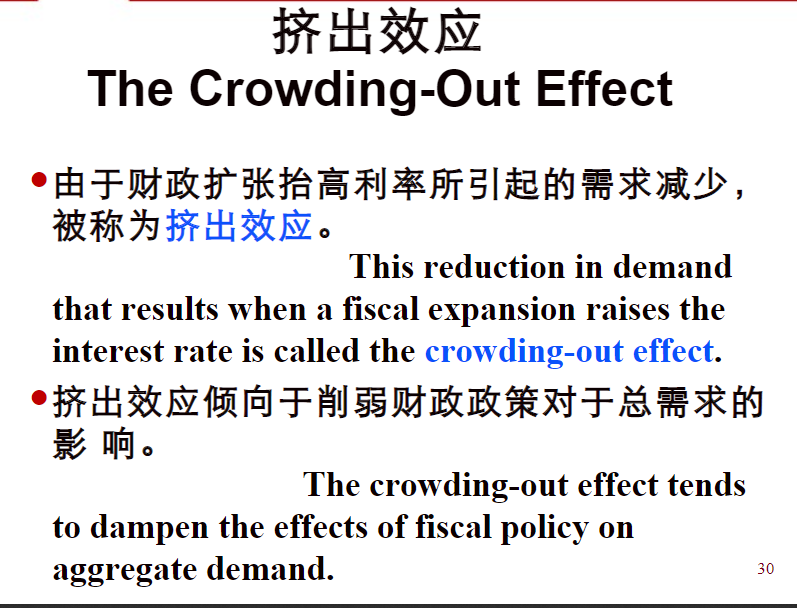 挤出效应
The Crowding-Out Effect
•由于财政扩张抬高利率所引起的需求减少，
被称为挤出效应。
This reduction in demand
that results when a fiscal expansion raises the
interest rate is called the crowding-out effect.
•挤出效应倾向于削弱财政政策对于总需求的
影 响。
The crowding-out effect tends
to dampen the effects of fiscal policy on
aggregate demand.
30